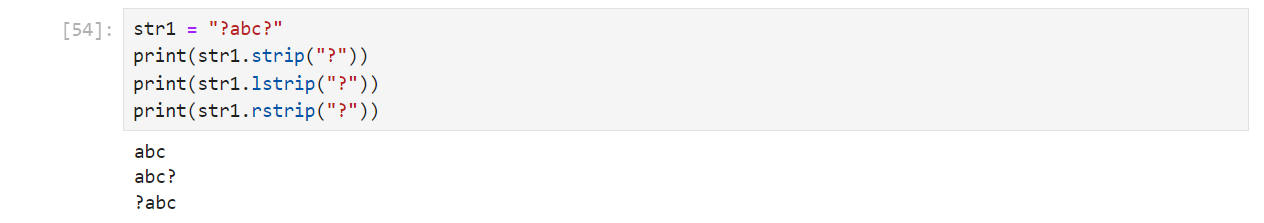 [54]: str1 = "?abc?"
print(str1.strip("?"))
print(str1.lstrip("?"))
print(str1.rstrip("?"))
abc
abc?
?abc